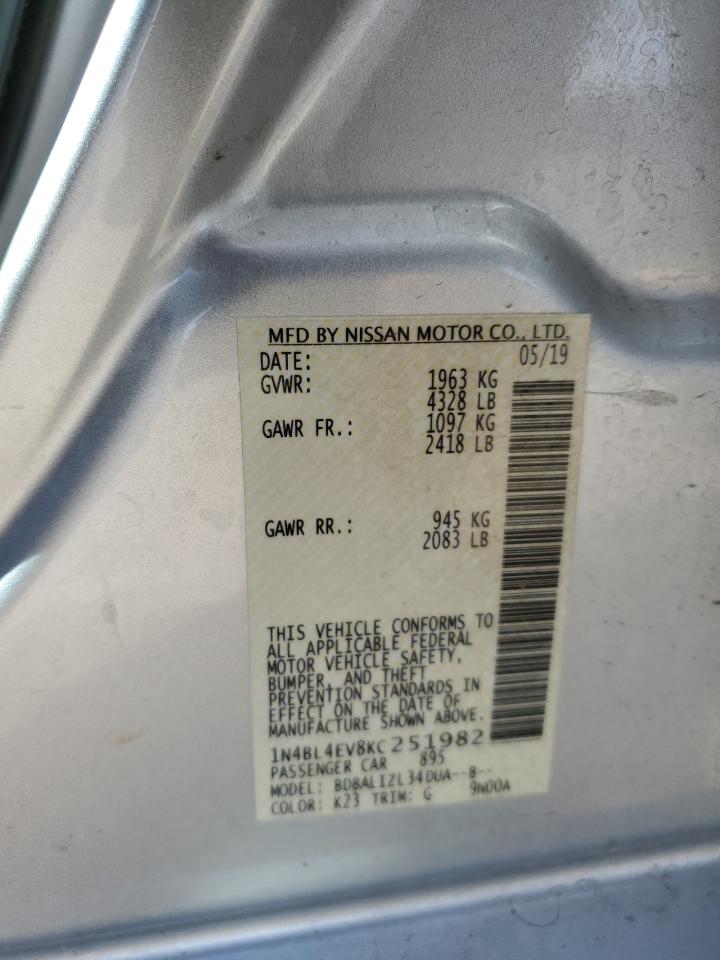 MFD BY NISSAN MOTOR CO., LTD.
DATE: 05/19
GVWR: 1963 KG
4328 LB
GAWR FR.: 1097 KG
2418 LB
GAWR RR.: 945 KG
2083 LB
THIS VEHICLE CONFORMS TO
ALL APPLICABLE FEDERAL
MOTOR VEHICLE SAFETY,
BUMPER, AND THEFT
PREVENTION STANDARDS IN
EFFECT ON THE DATE OF
MANUFACTURE SHOWN ABOVE.
1N4BL4EV8KC251982
PASSENGER CAR 895
MODEL: BDBALIZL34DUA--B--
COLOR: K23 TRIM: G 9N00A